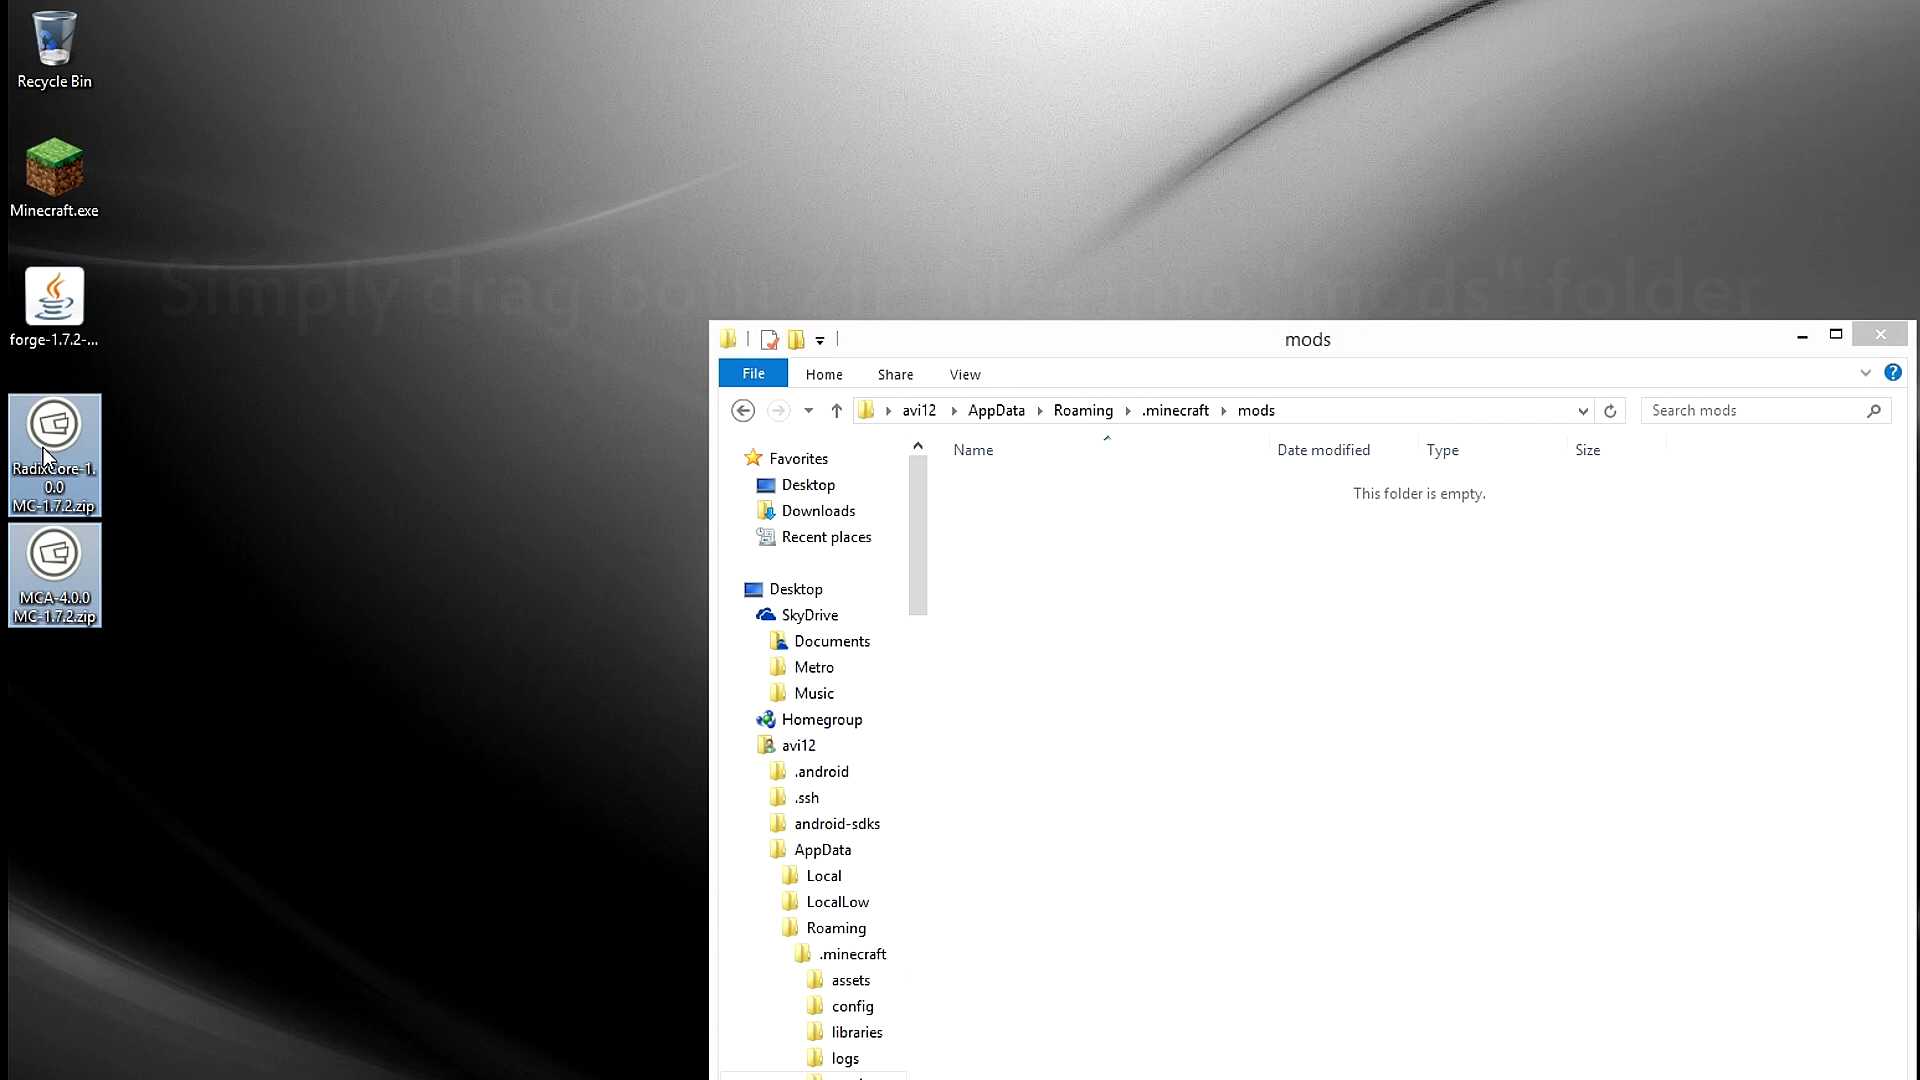 Recycle Bin
Minecraft.exe
forge-1.7.2-...
RadixCore-1.
0.0
MC-1.7.2.zip
MCA-4.0.0
MC-1.7.2.zip
Simply drag both
"mods" folder
mods
File Home Share View
avi12 AppData Roaming .minecraft mods
Search mods
Name Date modified Type Size
This folder is empty.
Favorites
Desktop
Downloads
Recent places
Desktop
SkyDrive
Documents
Metro
Music
Homegroup
avi12
.android
.ssh
android-sdks
AppData
Local
LocalLow
Roaming
.minecraft
assets
config
libraries
logs